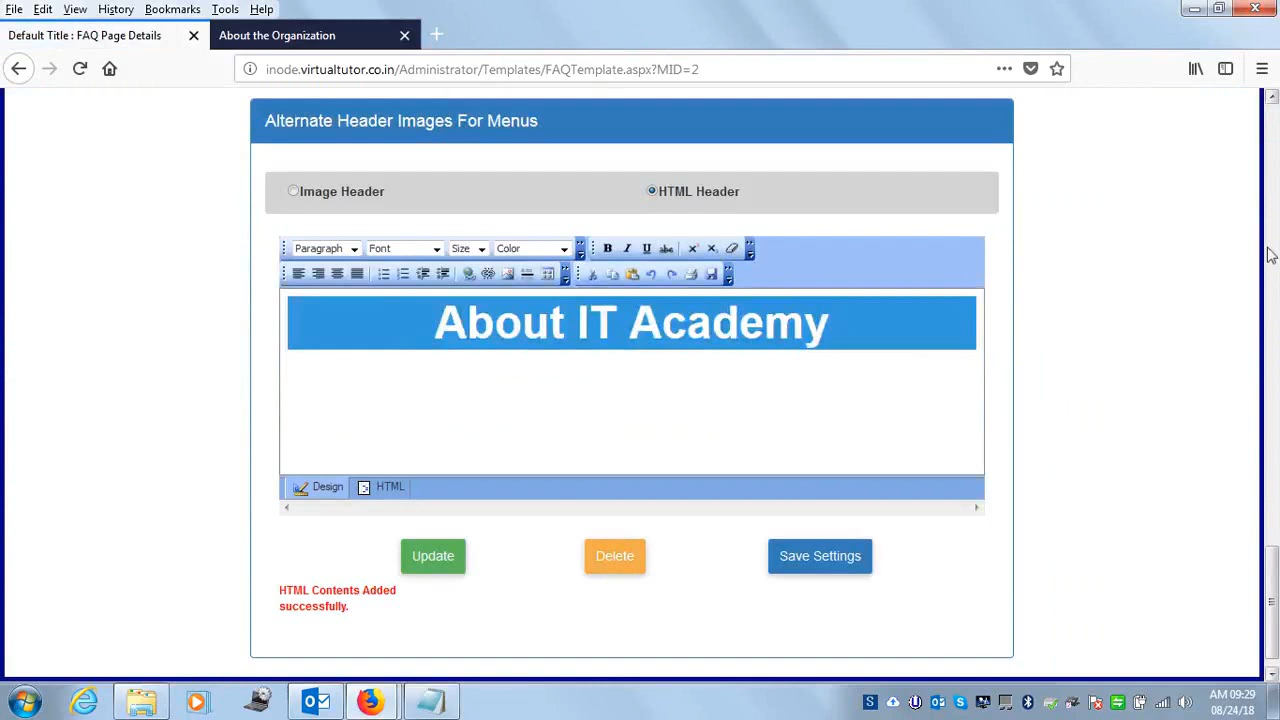 File Edit View History Bookmarks Tools Help
Default Title : FAQ Page Details About the Organization
inode.virtualtutor.co.in/Administrator/Templates/FAQTemplate.aspx?MID=2
Alternate Header Images For Menus
Image Header HTML Header
Paragraph Font Size Color B I U abc X² X₂
About IT Academy
Design HTML
Update Delete Save Settings
HTML Contents Added
successfully.
AM 09:29
08/24/18